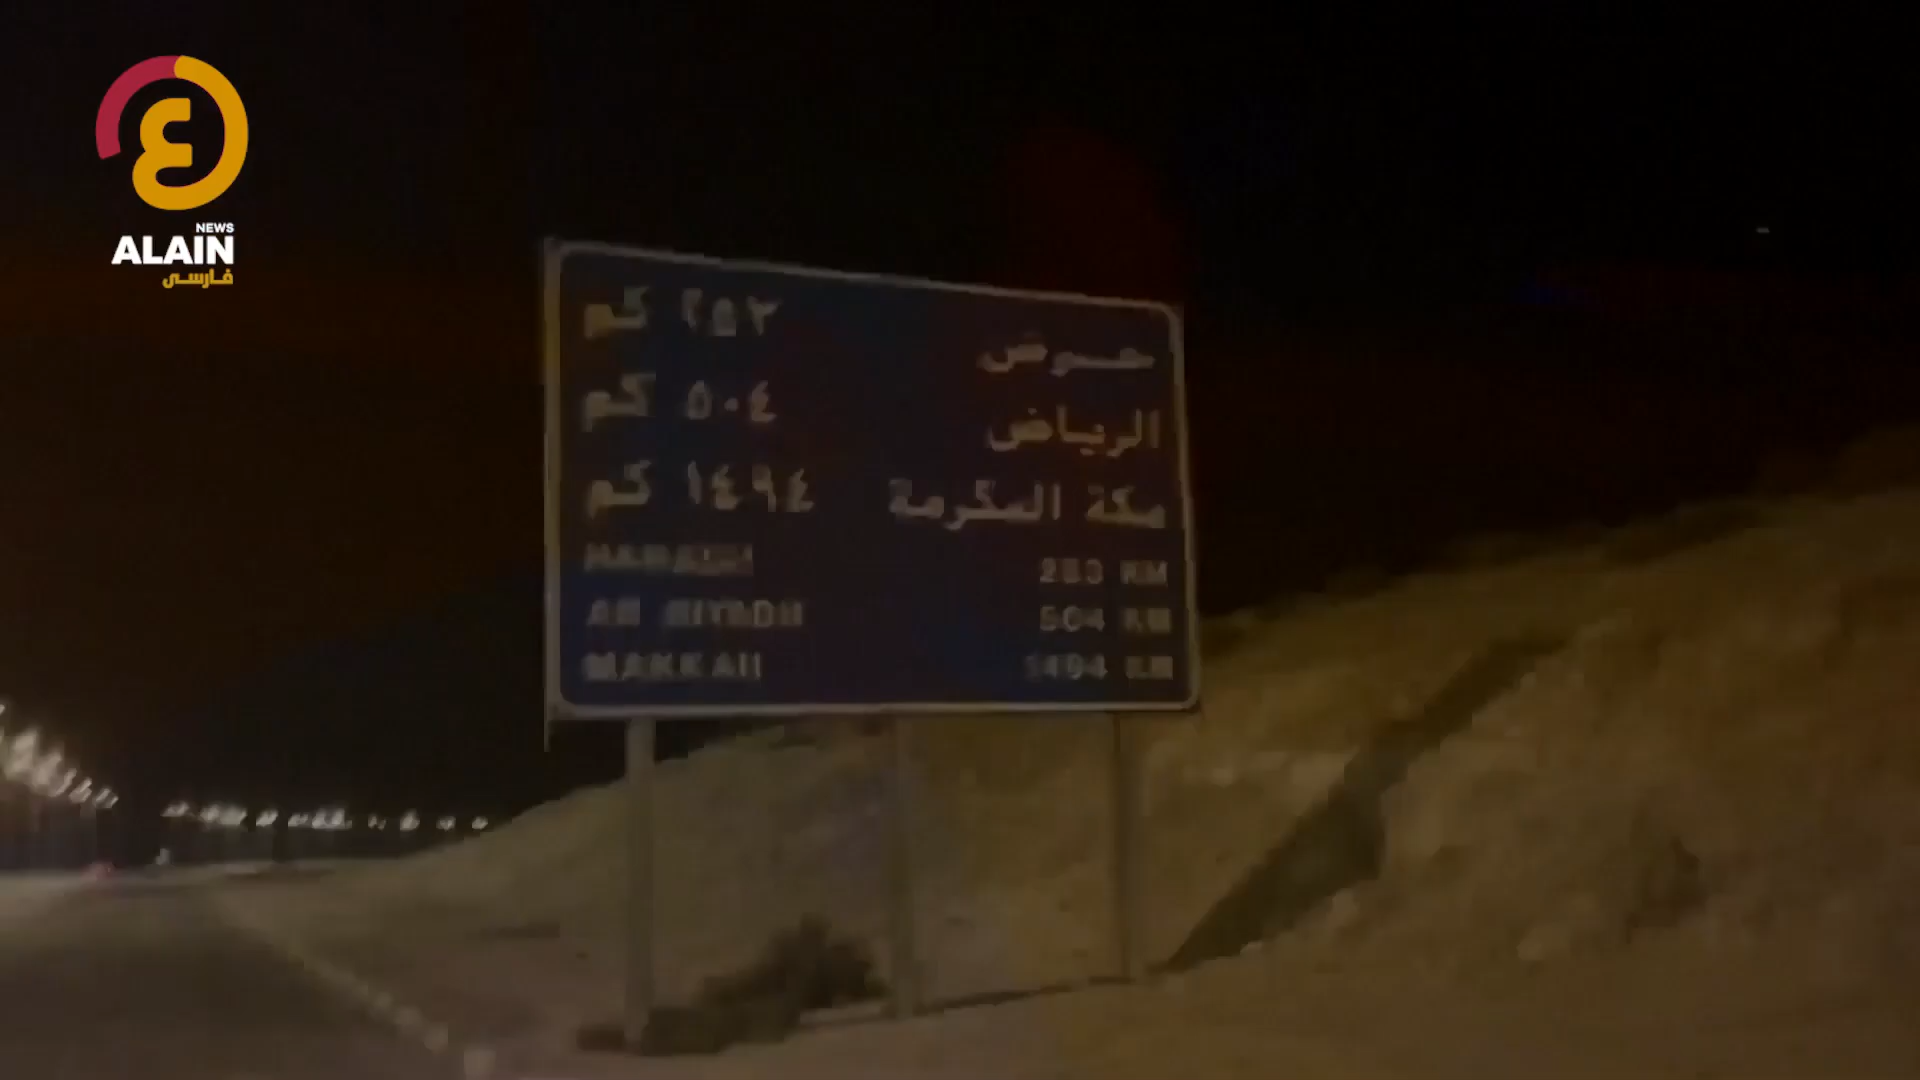 NEWS
ALAIN
فارسی
حرض ٢٥٣ كم
الرياض ٥٠٤ كم
مكة المكرمة ١٤٩٤ كم
253 KM
AR RIYADH 504 KM
MAKKAH 1494 KM